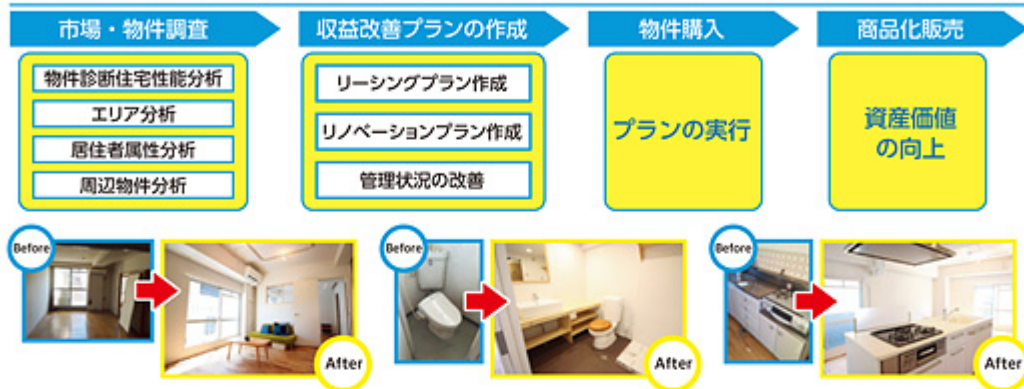 市場・物件調査
収益改善プランの作成
物件購入
商品化販売
物件診断住宅性能分析
エリア分析
居住者属性分析
周辺物件分析
リーシングプラン作成
リノベーションプラン作成
管理状況の改善
プランの実行
資産価値
の向上
Before
After
Before
After
Before
After